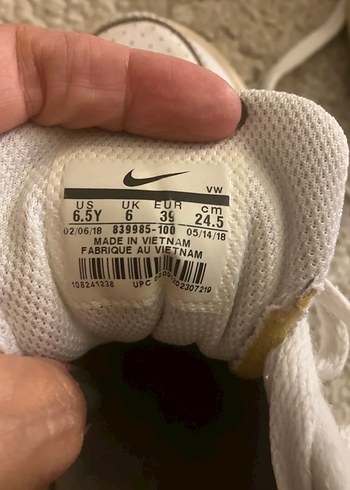 VW
US UK EUR cm
6.5Y 6 39 24.5
02/06/18 839985-100 05/14/18
MADE IN VIETNAM
FABRIQUE AU VIETNAM
108241238 UPC